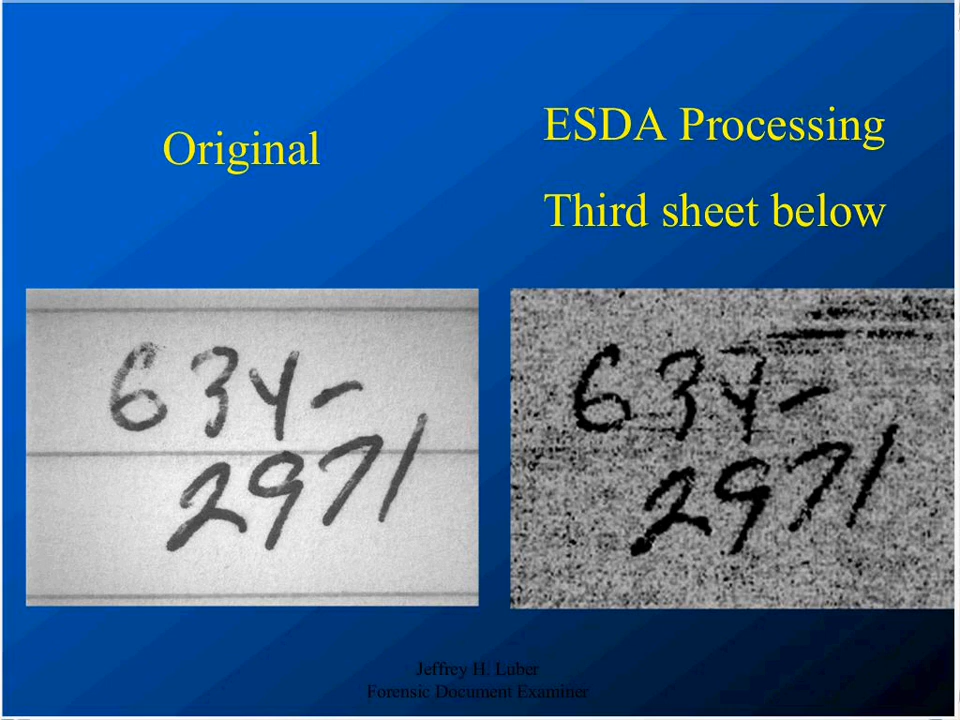 Original
ESDA Processing
Third sheet below
634-
2971
634-
2971
Jeffrey H. Luber
Forensic Document Examiner